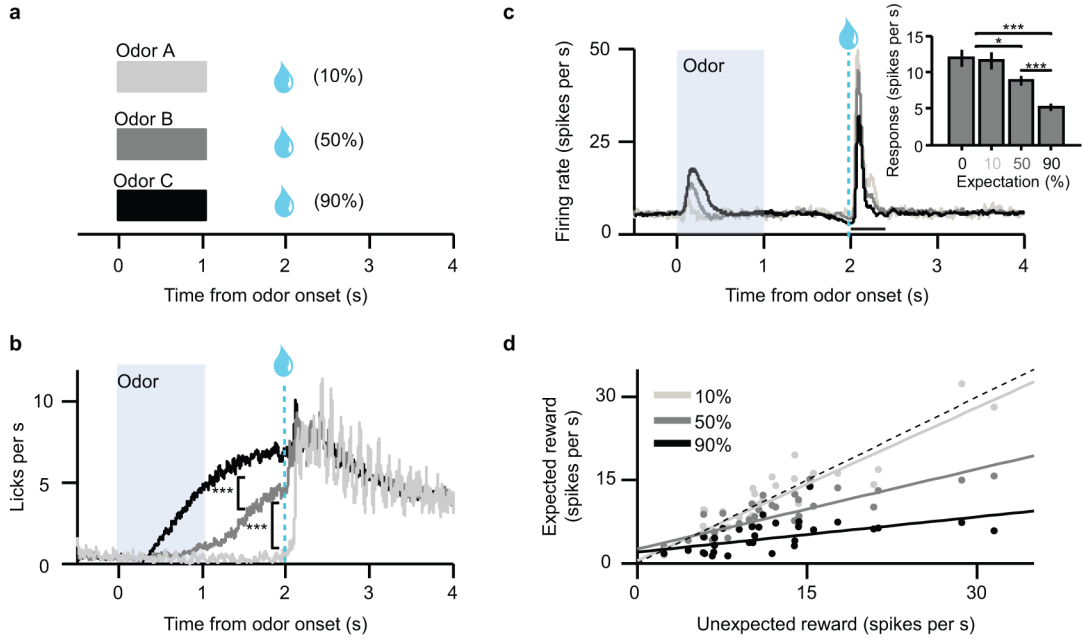 a
Odor A
(10%)
Odor B
(50%)
Odor C
(90%)
0 1 2 3 4
Time from odor onset (s)
b
Odor
Licks per s
10
5
0
***
***
0 1 2 3 4
Time from odor onset (s)
c
Odor
Firing rate (spikes per s)
50
25
0
0 1 2 3 4
Time from odor onset (s)
Response (spikes per s)
15
10
5
0
***
*
***
0 10 50 90
Expectation (%)
d
10%
50%
90%
Expected reward
(spikes per s)
30
15
0
0 15 30
Unexpected reward (spikes per s)